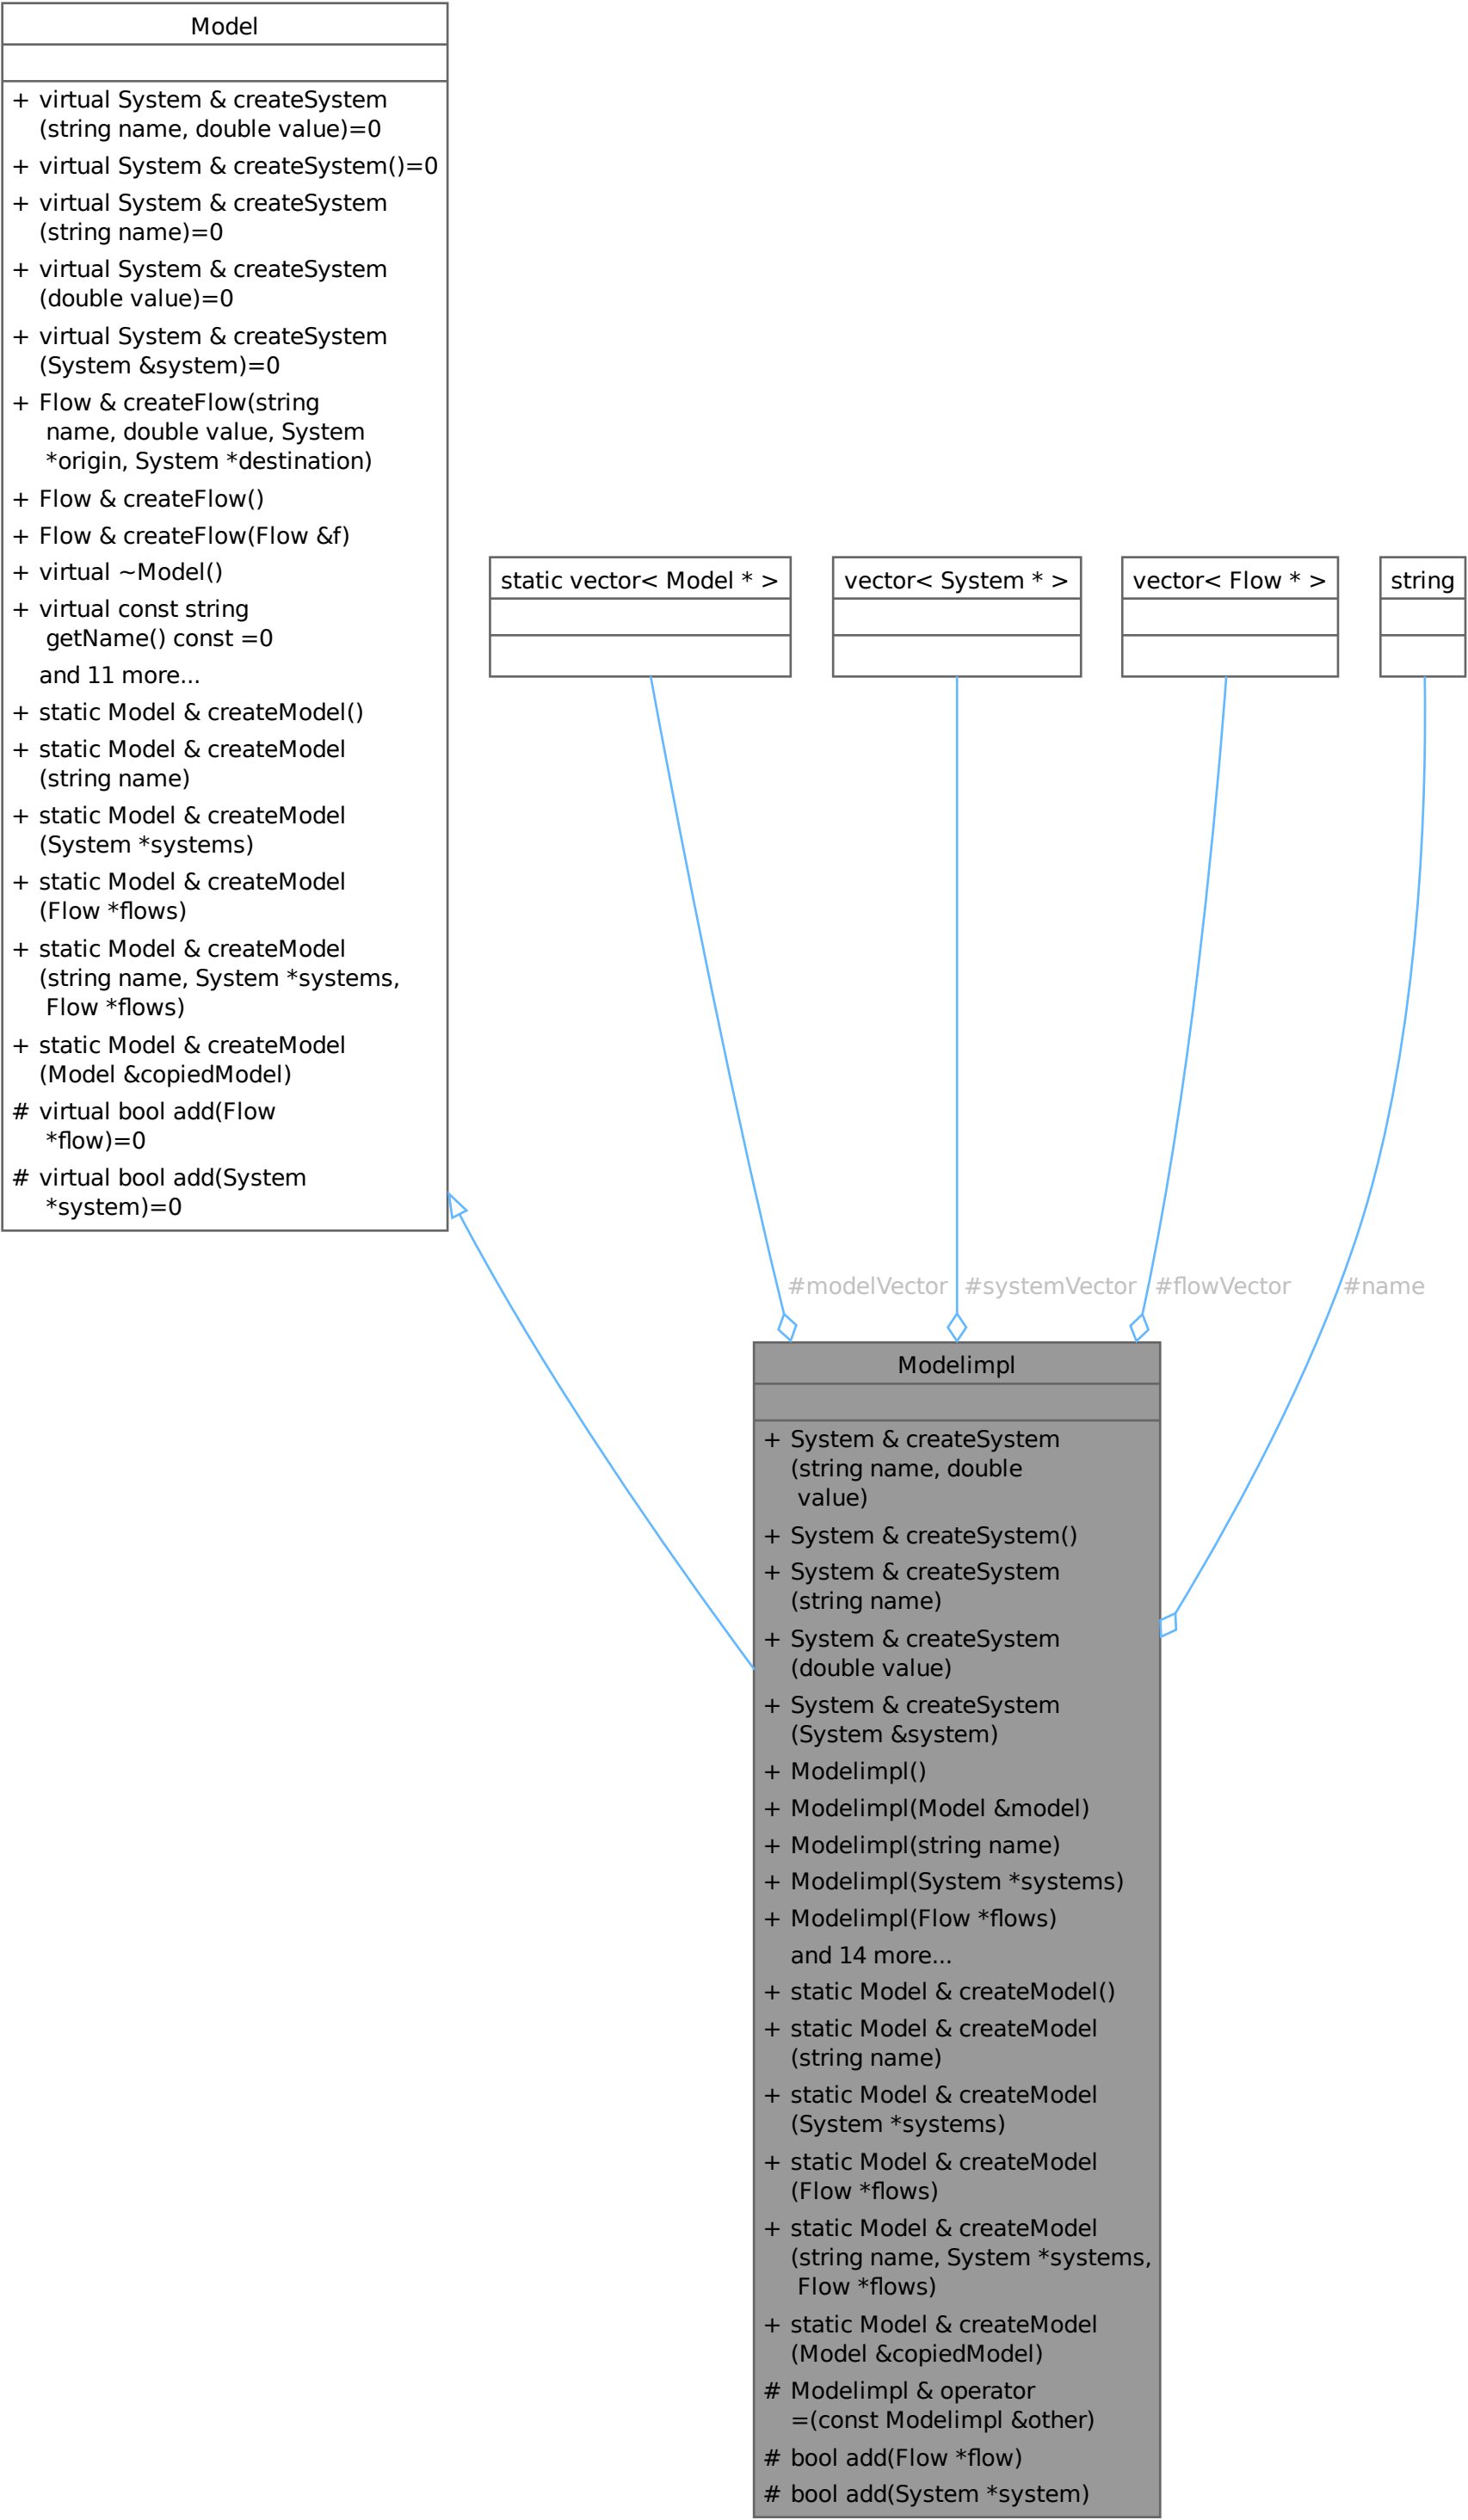 Model
+ virtual System & createSystem
(string name, double value)=0
+ virtual System & createSystem()=0
+ virtual System & createSystem
(string name)=0
+ virtual System & createSystem
(double value)=0
+ virtual System & createSystem
(System &system)=0
+ Flow & createFlow(string
name, double value, System
*origin, System *destination)
+ Flow & createFlow()
+ Flow & createFlow(Flow &f)
+ virtual ~Model()
+ virtual const string
getName() const =0
and 11 more...
+ static Model & createModel()
+ static Model & createModel
(string name)
+ static Model & createModel
(System *systems)
+ static Model & createModel
(Flow *flows)
+ static Model & createModel
(string name, System *systems,
Flow *flows)
+ static Model & createModel
(Model &copiedModel)
# virtual bool add(Flow
*flow)=0
# virtual bool add(System
*system)=0
static vector< Model * >
vector< System * >
vector< Flow * >
string
#modelVector
#systemVector
#flowVector
#name
Modelimpl
+ System & createSystem
(string name, double
value)
+ System & createSystem()
+ System & createSystem
(string name)
+ System & createSystem
(double value)
+ System & createSystem
(System &system)
+ Modelimpl()
+ Modelimpl(Model &model)
+ Modelimpl(string name)
+ Modelimpl(System *systems)
+ Modelimpl(Flow *flows)
and 14 more...
+ static Model & createModel()
+ static Model & createModel
(string name)
+ static Model & createModel
(System *systems)
+ static Model & createModel
(Flow *flows)
+ static Model & createModel
(string name, System *systems,
Flow *flows)
+ static Model & createModel
(Model &copiedModel)
# Modelimpl & operator
=(const Modelimpl &other)
# bool add(Flow *flow)
# bool add(System *system)